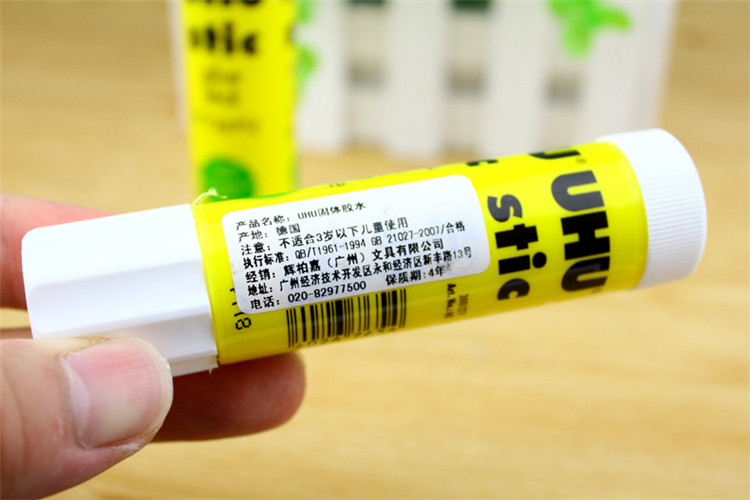 stic
UHU
stic
产品名称: UHU固体胶水
产地: 德国
注意: 不适合3岁以下儿童使用
执行标准: QB/T1961-1994 GB 21027-2007/合格
经销: 辉柏嘉（广州）文具有限公司
地址: 广州经济技术开发区永和经济区新丰路13号
电话: 020-82977500 保质期: 4年